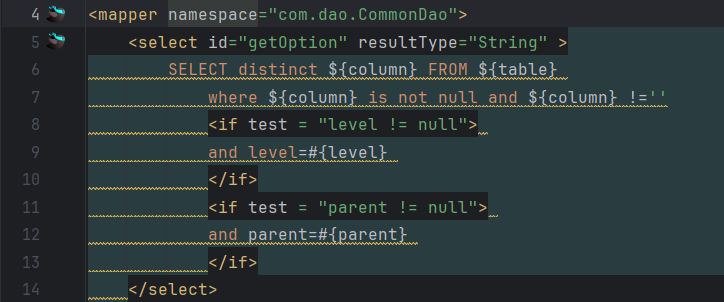 4 <mapper namespace="com.dao.CommonDao">
5 <select id="getOption" resultType="String" >
6 SELECT distinct ${column} FROM ${table}
7 where ${column} is not null and ${column} !=''
8 <if test = "level != null">
9 and level=#{level}
10 </if>
11 <if test = "parent != null">
12 and parent=#{parent}
13 </if>
14 </select>